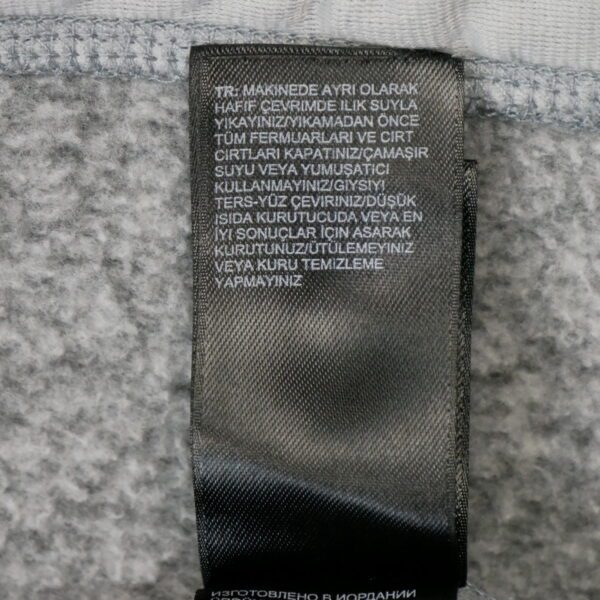 TR: MAKINEDE AYRI OLARAK
HAFIF ÇEVRIMDE ILIK SUYLA
YIKAYINIZ/YIKAMADAN ÖNCE
TÜM FERMUARLARI VE CIRT
CIRTLARI KAPATINIZ/ÇAMAŞIR
SUYU VEYA YUMUŞATICI
KULLANMAYINIZ/GIYSIYI
TERS-YÜZ ÇEVIRINIZ/DÜŞÜK
ISIDA KURUTUCUDA VEYA EN
IYI SONUÇLAR IÇIN ASARAK
KURUTUNUZ/ÜTÜLEMEYINIZ
VEYA KURU TEMIZLEME
YAPMAYINIZ
ИЗГОТОВЛЕНО В ИОРДАНИИ